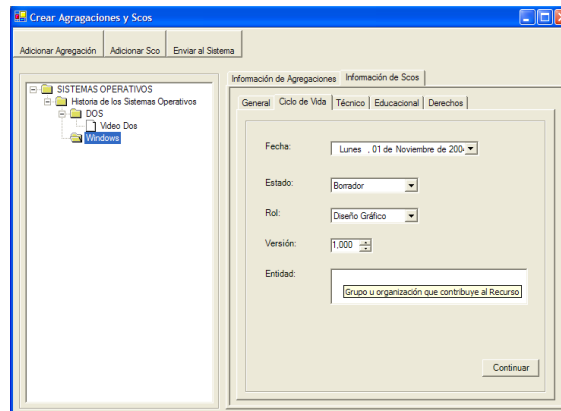 Crear Agragaciones y Scos
Adicionar Agregación Adicionar Sco Enviar al Sistema
SISTEMAS OPERATIVOS
Historia de los Sistemas Operativos
DOS
Video Dos
Windows
Información de Agregaciones Información de Scos
General Ciclo de Vida Técnico Educacional Derechos
Fecha: Lunes , 01 de Noviembre de 200
Estado: Borrador
Rol: Diseño Gráfico
Versión: 1,000
Entidad:
Grupo u organización que contribuye al Recurso
Continuar